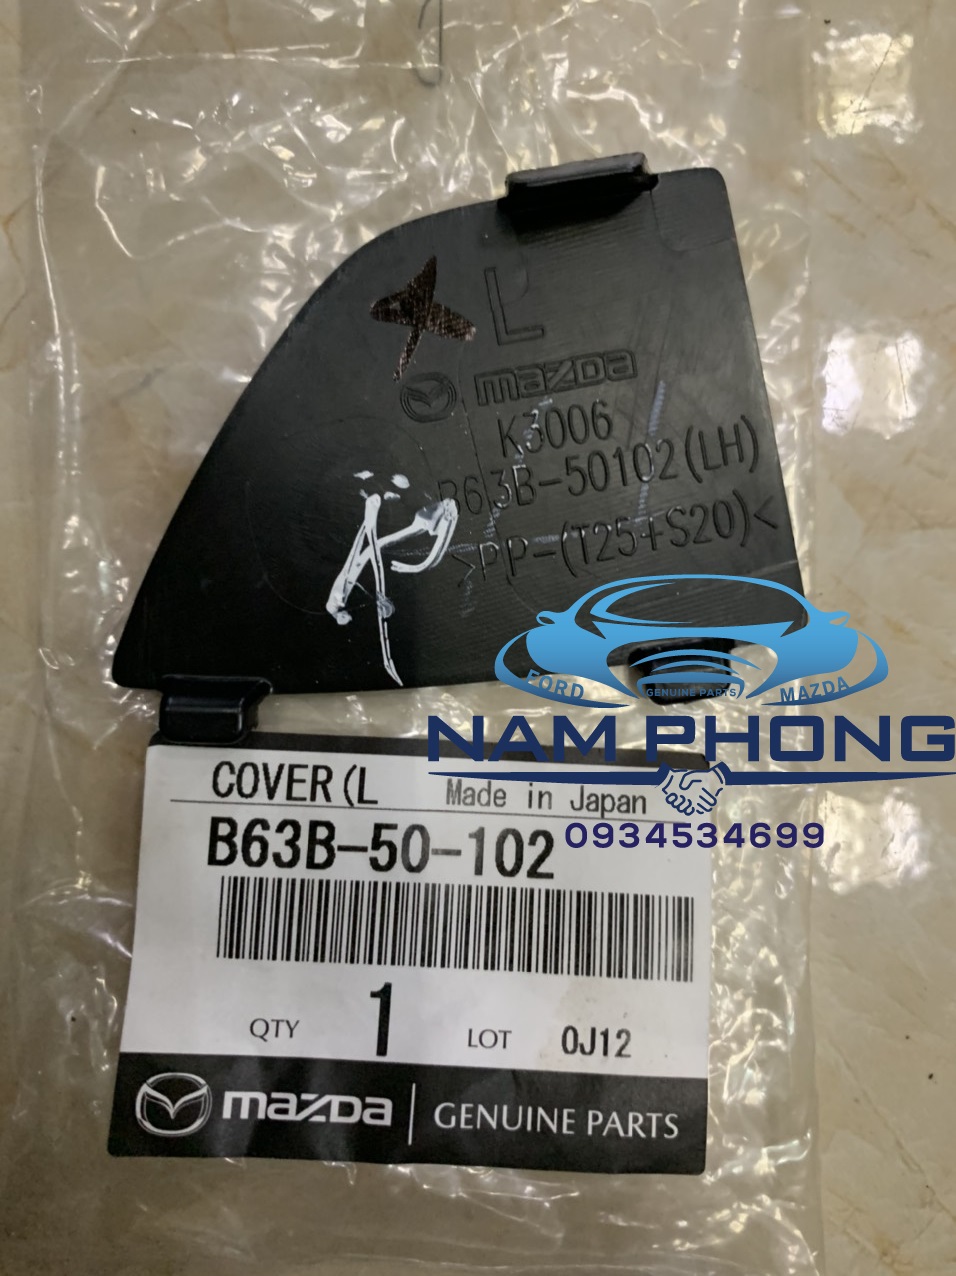 L
mazda
K3006
B63B-50102(LH)
>PP-(T25+S20)<
FORD
GENUINE PARTS
MAZDA
NAM PHONG
0934534699
COVER(L
Made in Japan
B63B-50-102
QTY 1 LOT 0J12
mazda GENUINE PARTS